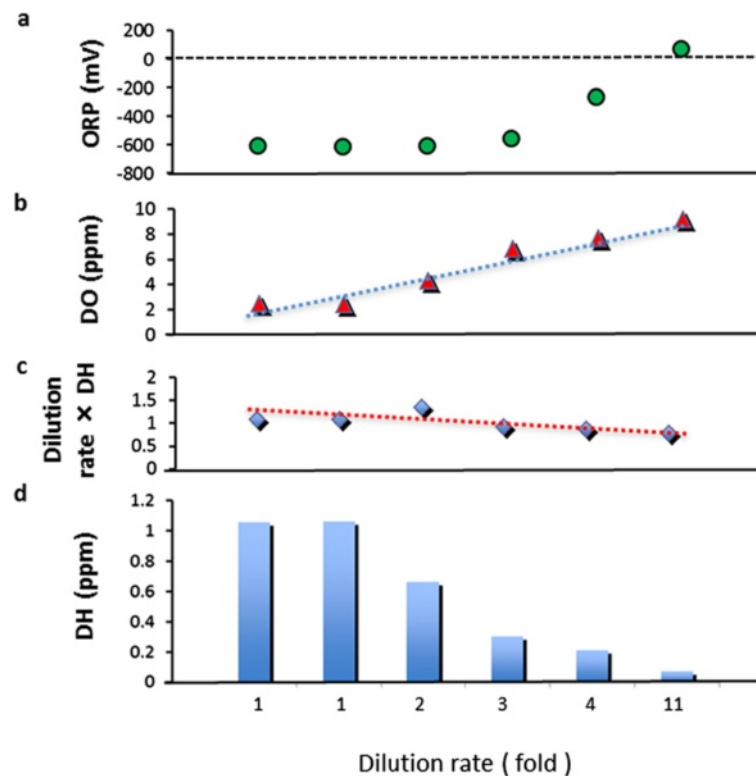 a
ORP (mV)
200
0
-200
-400
-600
-800
b
DO (ppm)
10
8
6
4
2
0
c
Dilution
rate × DH
2
1.5
1
0.5
0
d
DH (ppm)
1.2
1
0.8
0.6
0.4
0.2
0
1 1 2 3 4 11
Dilution rate ( fold )